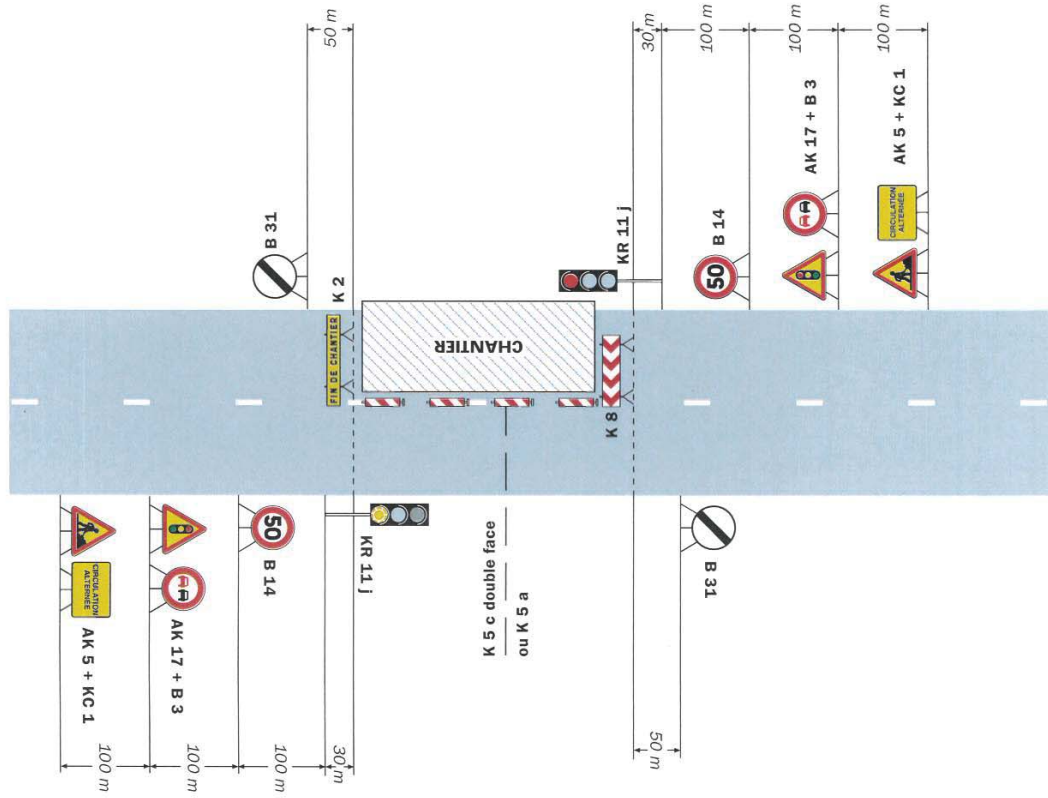 50 m
B 31
K 2
FIN DE CHANTIER
CHANTIER
K 8
KR 11 j
30 m
100 m
100 m
100 m
50
B 14
AK 17 + B 3
CIRCULATION
ALTERNÉE
AK 5 + KC 1
CIRCULATION
ALTERNÉE
AK 5 + KC 1
AK 17 + B 3
50
B 14
KR 11 j
K 5 c double face
ou K 5 a
B 31
100 m
100 m
100 m
30 m
50 m